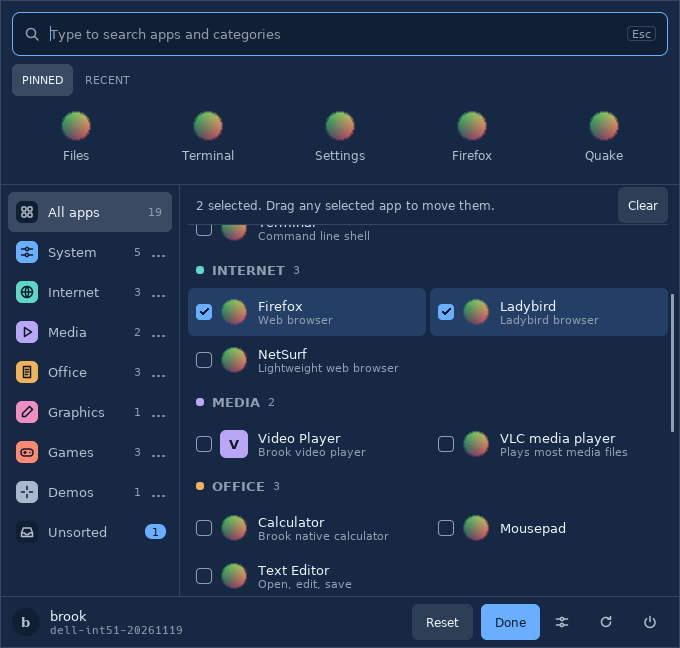 Type to search apps and categories
Esc
PINNED
RECENT
Files
Terminal
Settings
Firefox
Quake
All apps 19
System 5 ...
Internet 3 ...
Media 2 ...
Office 3 ...
Graphics 1 ...
Games 3 ...
Demos 1 ...
Unsorted 1
2 selected. Drag any selected app to move them.
Clear
Terminal
Command line shell
INTERNET 3
Firefox
Web browser
Ladybird
Ladybird browser
NetSurf
Lightweight web browser
MEDIA 2
V
Video Player
Brook video player
VLC media player
Plays most media files
OFFICE 3
Calculator
Brook native calculator
Mousepad
Text Editor
Open, edit, save
b
brook
dell-int51-20261119
Reset
Done